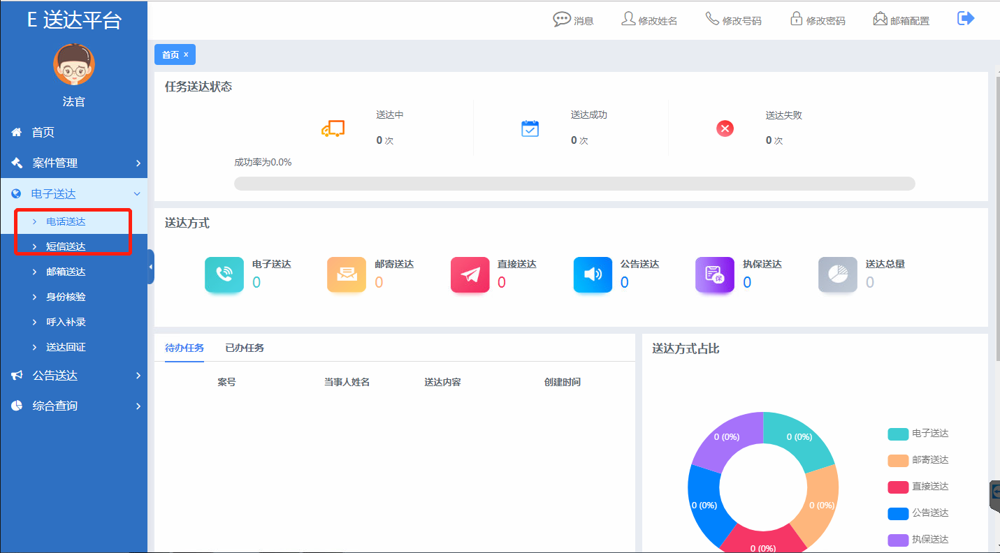 E 送达平台
法官
首页
案件管理
电子送达
电话送达
短信送达
邮箱送达
身份核验
呼入补录
送达回证
公告送达
综合查询
消息 修改姓名 修改号码 修改密码 邮箱配置
首页 x
任务送达状态
送达中
0 次
送达成功
0 次
送达失败
0 次
成功率为0.0%
送达方式
电子送达
0
邮寄送达
0
直接送达
0
公告送达
0
保
执保送达
0
送达总量
0
待办任务 已办任务
案号 当事人姓名 送达内容 创建时间
送达方式占比
0 (0%) 0 (0%)
0 (0%) 0 (0%)
0 (0%)
电子送达
邮寄送达
直接送达
公告送达
执保送达